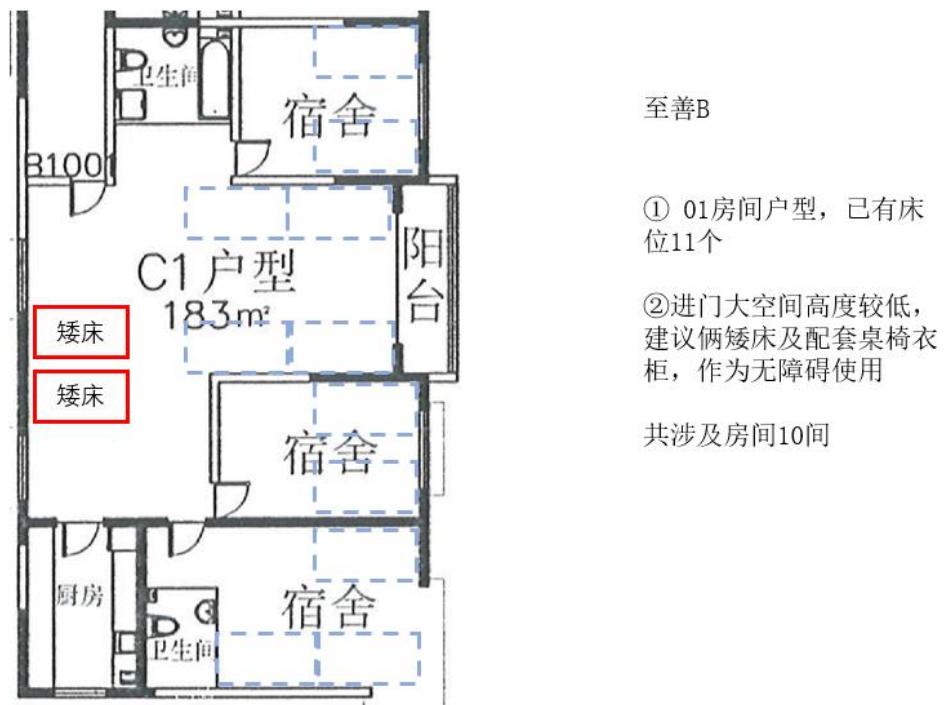 卫生间
宿舍
B1001
阳台
C1户型
183m²
矮床
矮床
宿舍
厨房
宿舍
卫生间
至善B
① 01房间户型，已有床
位11个
②进门大空间高度较低，
建议俩矮床及配套桌椅衣
柜，作为无障碍使用
共涉及房间10间